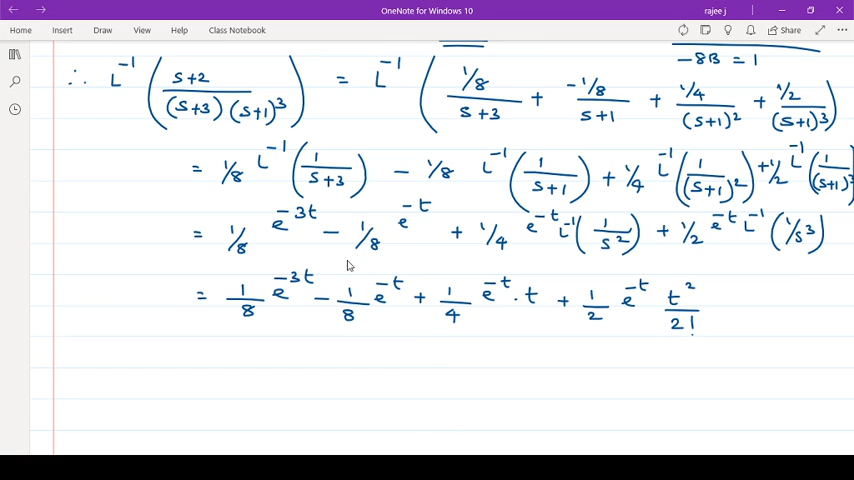 OneNote for Windows 10
rajee j
Home Insert Draw View Help Class Notebook Share
-8B = 1
∴ L⁻¹ ( s+2 / (s+3)(s+1)³ ) = L⁻¹ ( 1/8 / s+3 + -1/8 / s+1 + 1/4 / (s+1)² + 1/2 / (s+1)³ )
= 1/8 L⁻¹ ( 1 / s+3 ) - 1/8 L⁻¹ ( 1 / s+1 ) + 1/4 L⁻¹ ( 1 / (s+1)² ) + 1/2 L⁻¹ ( 1 / (s+1)³
= 1/8 e⁻³ᵗ - 1/8 e⁻ᵗ + 1/4 e⁻ᵗ L⁻¹ ( 1 / s² ) + 1/2 e⁻ᵗ L⁻¹ ( 1/s³ )
= 1/8 e⁻³ᵗ - 1/8 e⁻ᵗ + 1/4 e⁻ᵗ · t + 1/2 e⁻ᵗ t² / 2!